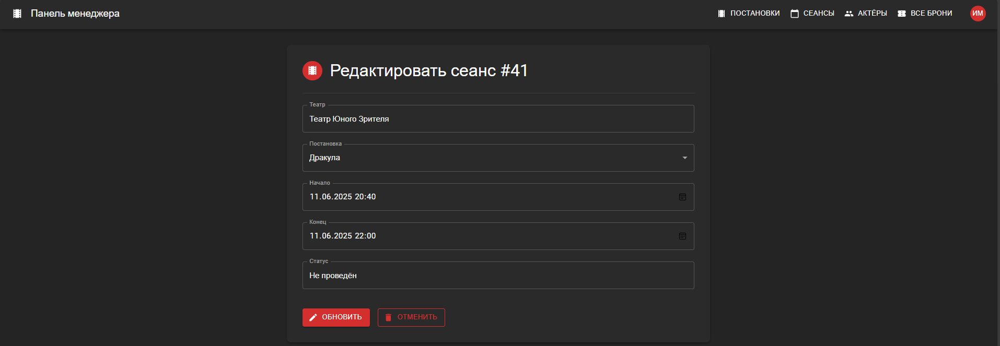 Панель менеджера
ПОСТАНОВКИ СЕАНСЫ АКТЁРЫ ВСЕ БРОНИ ИМ
Редактировать сеанс #41
Театр
Театр Юного Зрителя
Постановка
Дракула
Начало
11.06.2025 20:40
Конец
11.06.2025 22:00
Статус
Не проведён
ОБНОВИТЬ ОТМЕНИТЬ